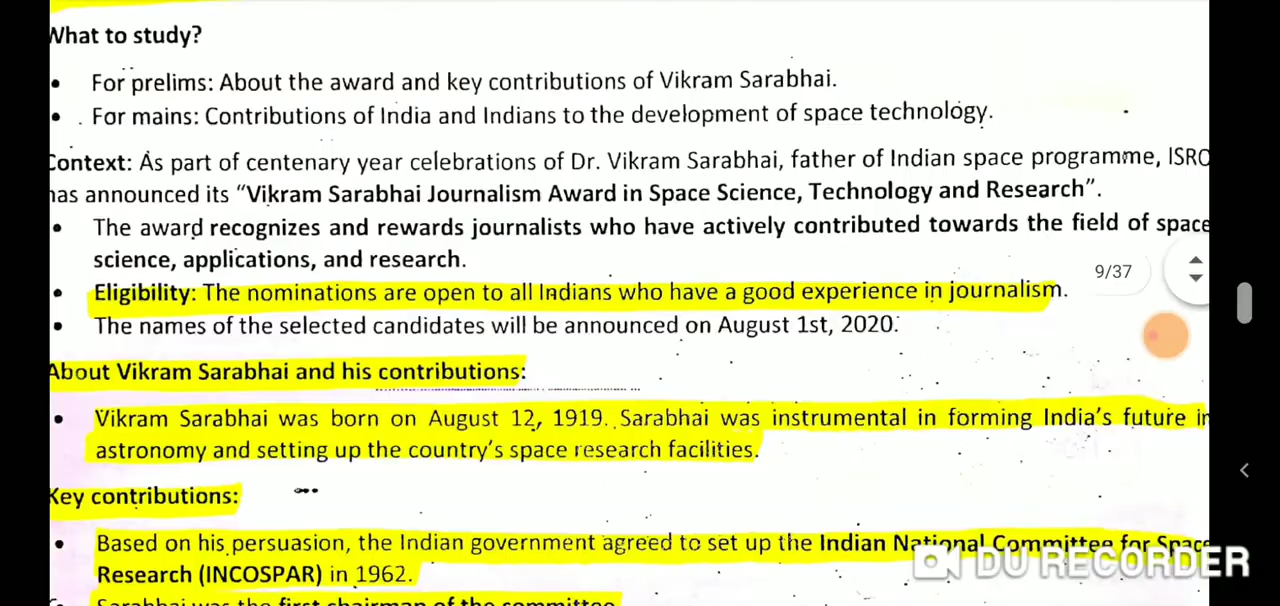 What to study?
• For prelims: About the award and key contributions of Vikram Sarabhai.
• For mains: Contributions of India and Indians to the development of space technology.
Context: As part of centenary year celebrations of Dr. Vikram Sarabhai, father of Indian space programme, ISRO
has announced its “Vikram Sarabhai Journalism Award in Space Science, Technology and Research”.
• The award recognizes and rewards journalists who have actively contributed towards the field of space
science, applications, and research.
9/37
• Eligibility: The nominations are open to all Indians who have a good experience in journalism.
• The names of the selected candidates will be announced on August 1st, 2020.
About Vikram Sarabhai and his contributions:
• Vikram Sarabhai was born on August 12, 1919. Sarabhai was instrumental in forming India’s future in
astronomy and setting up the country’s space research facilities.
Key contributions:
• Based on his persuasion, the Indian government agreed to set up the Indian National Committee for Space
Research (INCOSPAR) in 1962.
DU RECORDER
• Sarabhai was the first chairman of the committee.